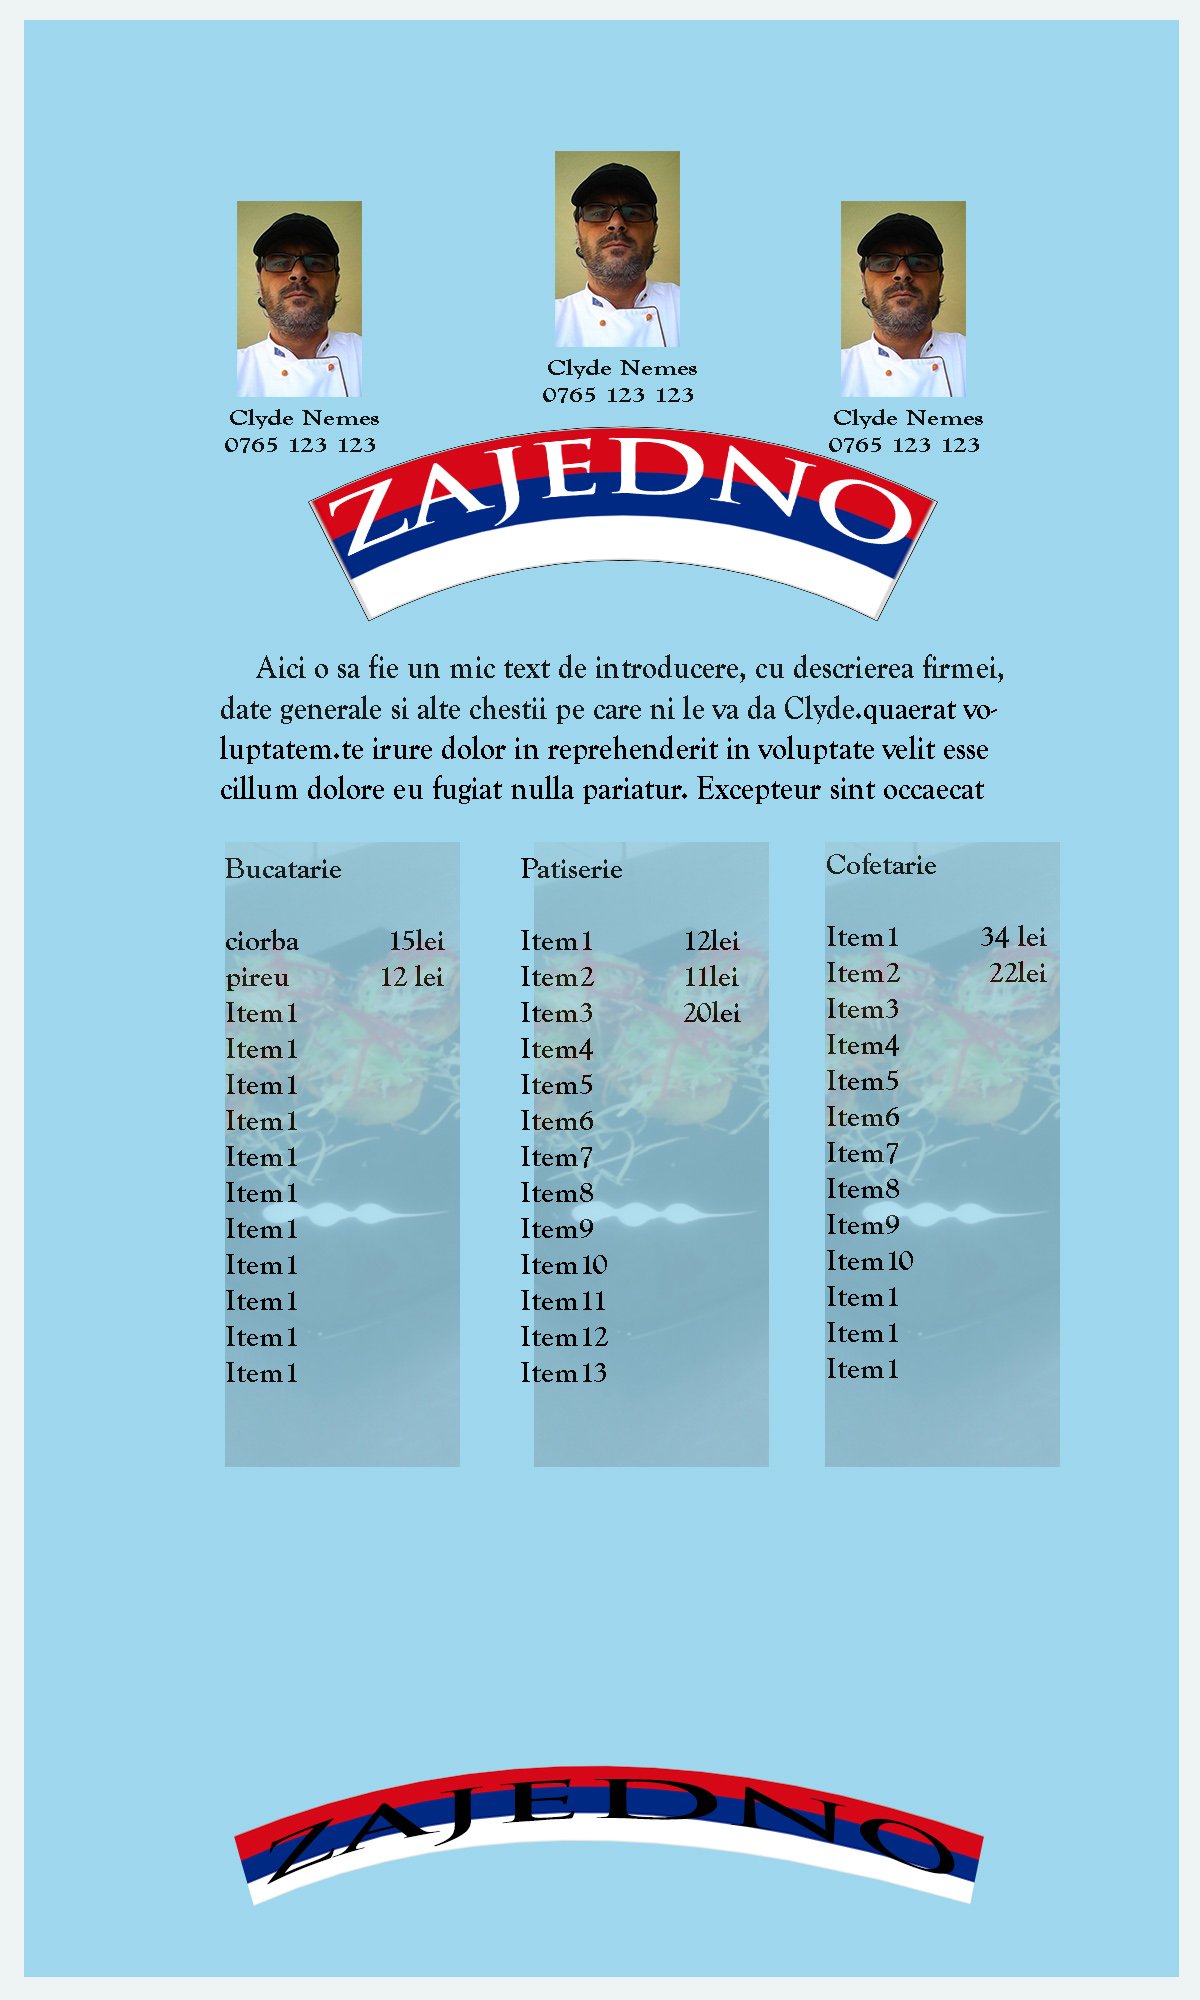 Clyde Nemes
0765 123 123
Clyde Nemes
0765 123 123
Clyde Nemes
0765 123 123
ZAJEDNO
Aici o sa fie un mic text de introducere, cu descrierea firmei,
date generale si alte chestii pe care ni le va da Clyde.quaerat vo-
luptatem.te irure dolor in reprehenderit in voluptate velit esse
cillum dolore eu fugiat nulla pariatur. Excepteur sint occaecat
Bucatarie
ciorba 15lei
pireu 12 lei
Item1
Item1
Item1
Item1
Item1
Item1
Item1
Item1
Item1
Item1
Item1
Patiserie
Item1 12lei
Item2 11lei
Item3 20lei
Item4
Item5
Item6
Item7
Item8
Item9
Item10
Item11
Item12
Item13
Cofetarie
Item1 34 lei
Item2 22lei
Item3
Item4
Item5
Item6
Item7
Item8
Item9
Item10
Item1
Item1
Item1
ZAJEDNO